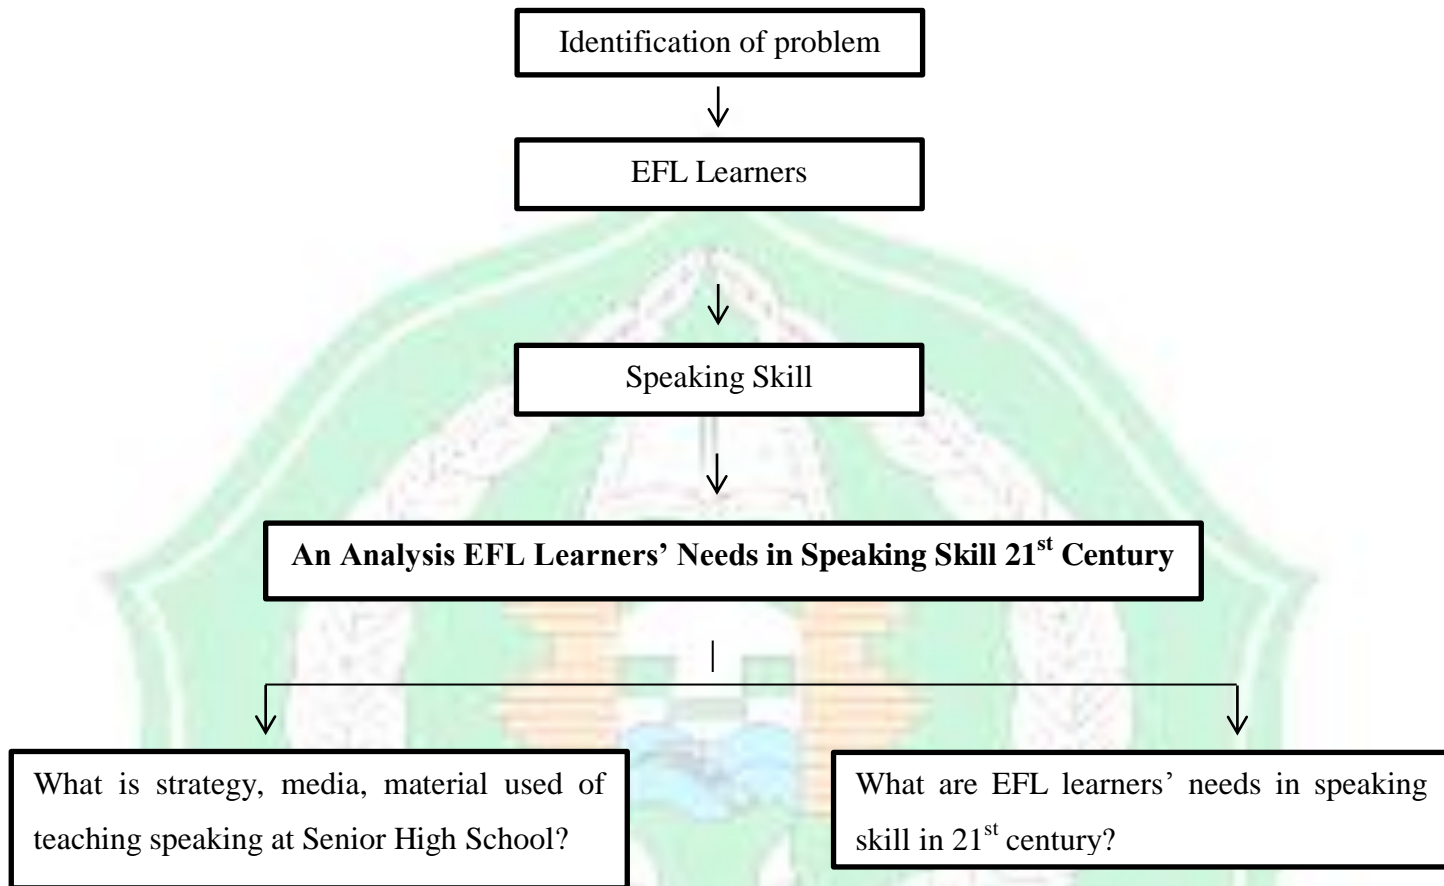 Identification of problem
EFL Learners
Speaking Skill
An Analysis EFL Learners’ Needs in Speaking Skill 21st Century
What is strategy, media, material used of
teaching speaking at Senior High School?
What are EFL learners’ needs in speaking
skill in 21st century?